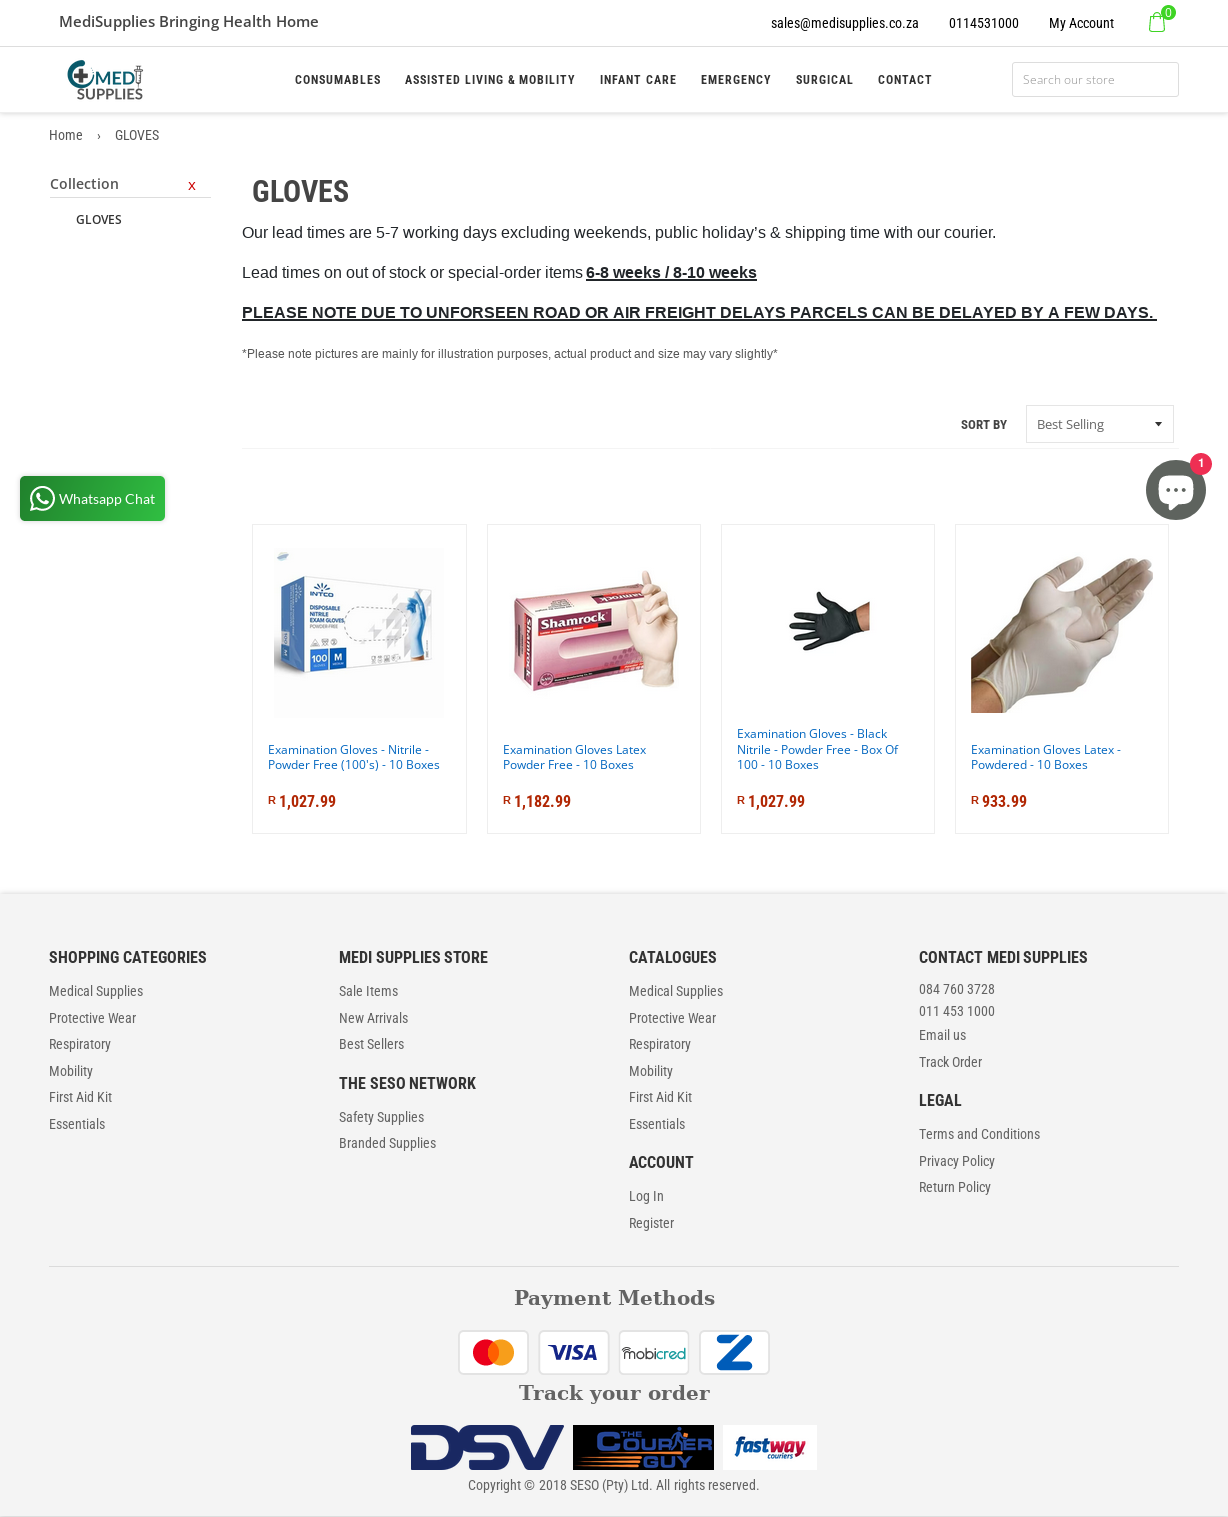 MediSupplies Bringing Health Home
sales@medisupplies.co.za
0114531000
My Account
0
MEDI
SUPPLIES
CONSUMABLES
ASSISTED LIVING & MOBILITY
INFANT CARE
EMERGENCY
SURGICAL
CONTACT
Search our store
Home › GLOVES
Collection x
GLOVES
GLOVES
Our lead times are 5-7 working days excluding weekends, public holiday’s & shipping time with our courier.
Lead times on out of stock or special-order items 6-8 weeks / 8-10 weeks
PLEASE NOTE DUE TO UNFORSEEN ROAD OR AIR FREIGHT DELAYS PARCELS CAN BE DELAYED BY A FEW DAYS.
*Please note pictures are mainly for illustration purposes, actual product and size may vary slightly*
SORT BY
Best Selling
Whatsapp Chat
1
INTCO
DISPOSABLE
NITRILE
EXAM GLOVES,
POWDER-FREE
100
M
M
Shamrock
Shamrock
Shamrock
Examination Gloves - Nitrile -
Powder Free (100's) - 10 Boxes
R 1,027.99
Examination Gloves Latex
Powder Free - 10 Boxes
R 1,182.99
Examination Gloves - Black
Nitrile - Powder Free - Box Of
100 - 10 Boxes
R 1,027.99
Examination Gloves Latex -
Powdered - 10 Boxes
R 933.99
SHOPPING CATEGORIES
Medical Supplies
Protective Wear
Respiratory
Mobility
First Aid Kit
Essentials
MEDI SUPPLIES STORE
Sale Items
New Arrivals
Best Sellers
THE SESO NETWORK
Safety Supplies
Branded Supplies
CATALOGUES
Medical Supplies
Protective Wear
Respiratory
Mobility
First Aid Kit
Essentials
ACCOUNT
Log In
Register
CONTACT MEDI SUPPLIES
084 760 3728
011 453 1000
Email us
Track Order
LEGAL
Terms and Conditions
Privacy Policy
Return Policy
Payment Methods
VISA
mobicred
Z
Track your order
DSV
THE
COURIER
GUY
fastway
couriers
Copyright © 2018 SESO (Pty) Ltd. All rights reserved.